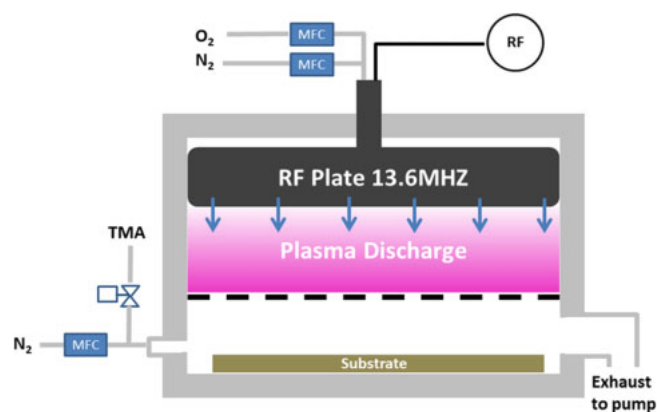 O₂
MFC
RF
N₂
MFC
RF Plate 13.6MHZ
TMA
Plasma Discharge
N₂
MFC
Substrate
Exhaust
to pump